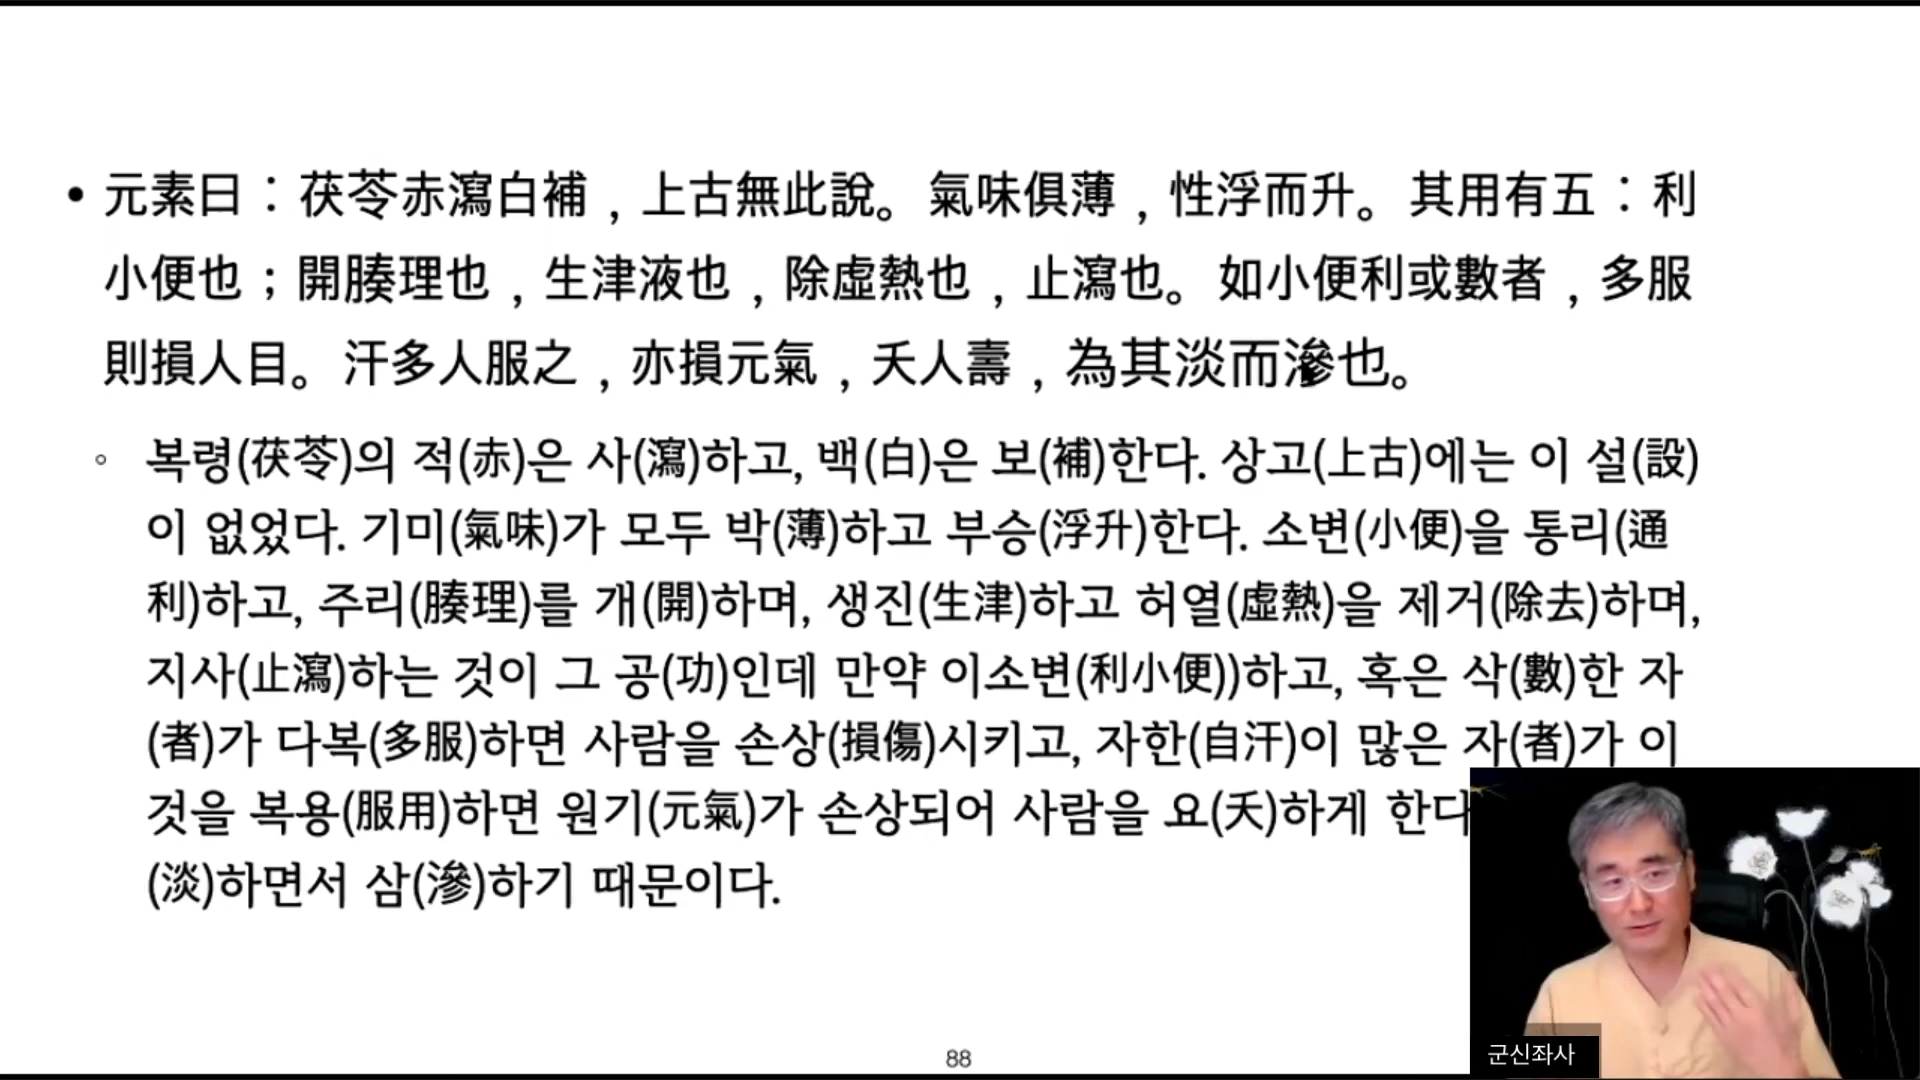 • 元素曰：茯苓赤瀉白補，上古無此說。氣味俱薄，性浮而升。其用有五：利
小便也；開腠理也，生津液也，除虛熱也，止瀉也。如小便利或數者，多服
則損人目。汗多人服之，亦損元氣，夭人壽，為其淡而滲也。
◦ 복령(茯苓)의 적(赤)은 사(瀉)하고, 백(白)은 보(補)한다. 상고(上古)에는 이 설(設)
이 없었다. 기미(氣味)가 모두 박(薄)하고 부승(浮升)한다. 소변(小便)을 통리(通
利)하고, 주리(腠理)를 개(開)하며, 생진(生津)하고 허열(虛熱)을 제거(除去)하며,
지사(止瀉)하는 것이 그 공(功)인데 만약 이소변(利小便))하고, 혹은 삭(數)한 자
(者)가 다복(多服)하면 사람을 손상(損傷)시키고, 자한(自汗)이 많은 자(者)가 이
것을 복용(服用)하면 원기(元氣)가 손상되어 사람을 요(夭)하게 한다
(淡)하면서 삼(滲)하기 때문이다.
88
군신좌사